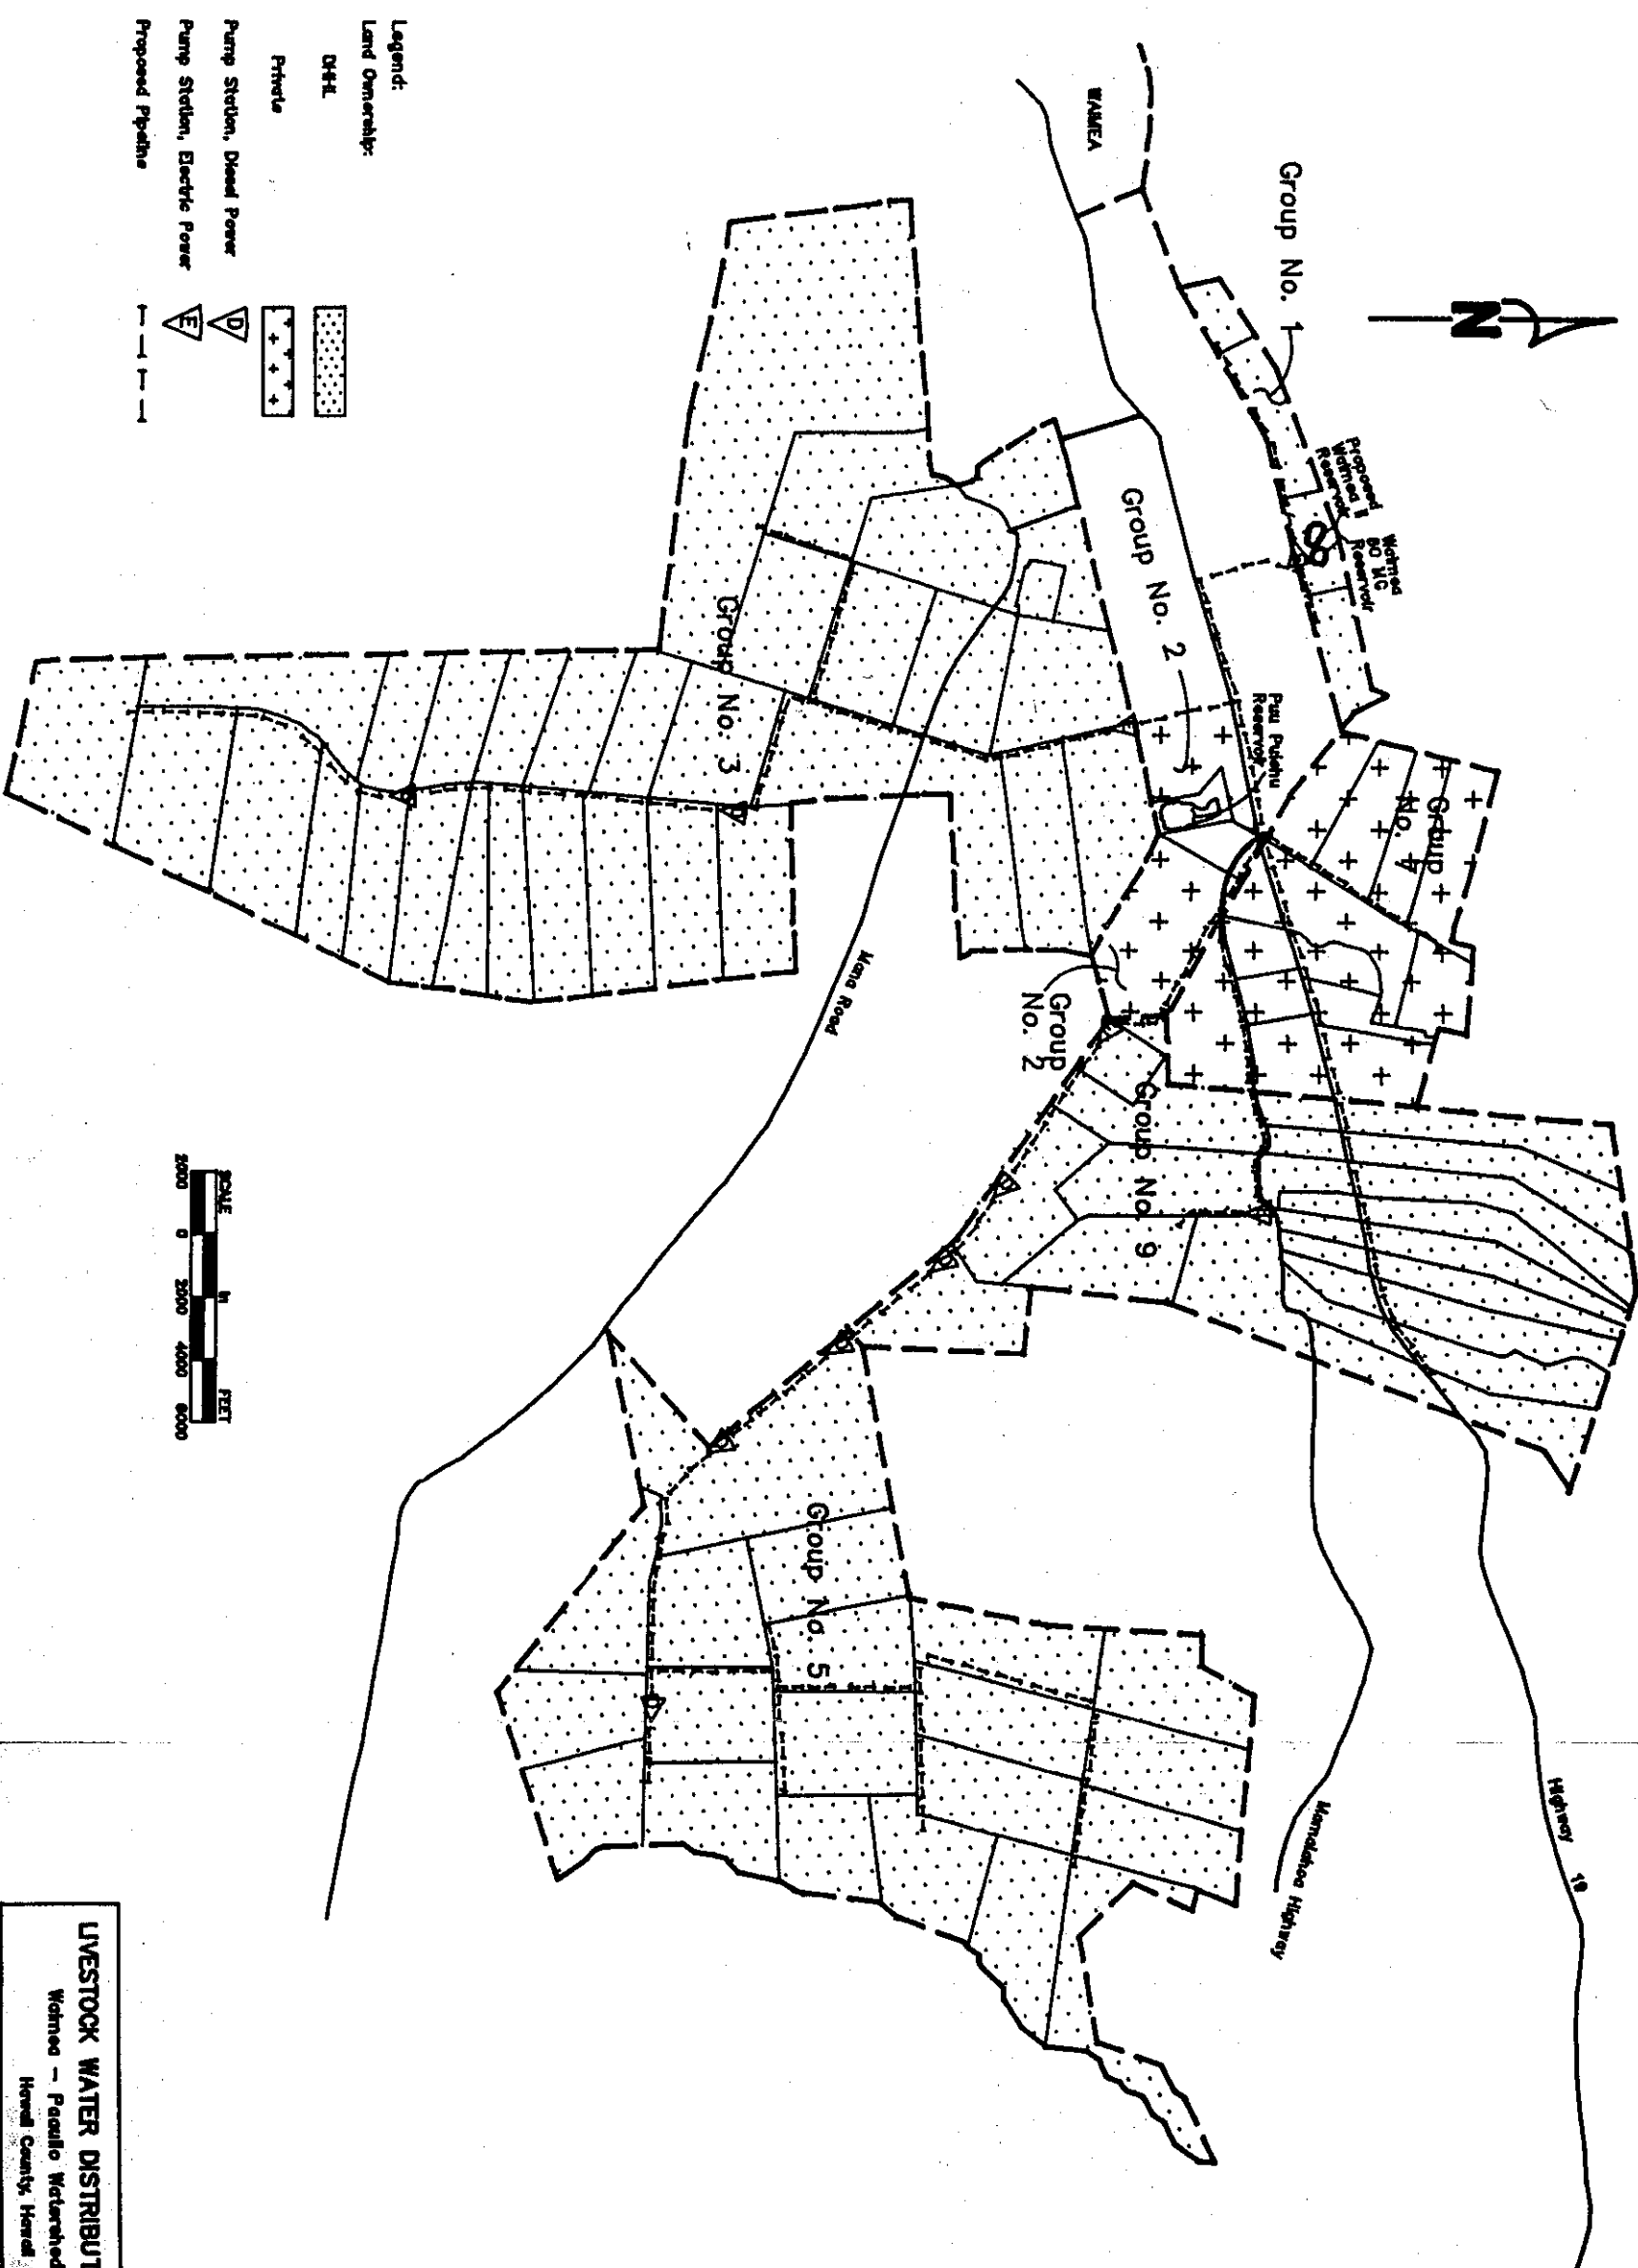 N
WAIMEA
Group No. 1
Proposed
Waimea II
Reservoir
Waimea
60 MG
Reservoir
Group No. 2
Puu Pulehu
Reservoir
Group
No. 4
Group No. 3
Group
No. 2
Group No. 9
Mana Road
Group No. 5
Mamalahoa Highway
Highway 19
Legend:
Land Ownership:
DHHL
Private
Pump Station, Diesel Power
D
Pump Station, Electric Power
E
Proposed Pipeline
SCALE in FEET
2000 0 2000 4000 6000
LIVESTOCK WATER DISTRIBUT
Waimea - Paauilo Watershed
Hawaii County, Hawaii